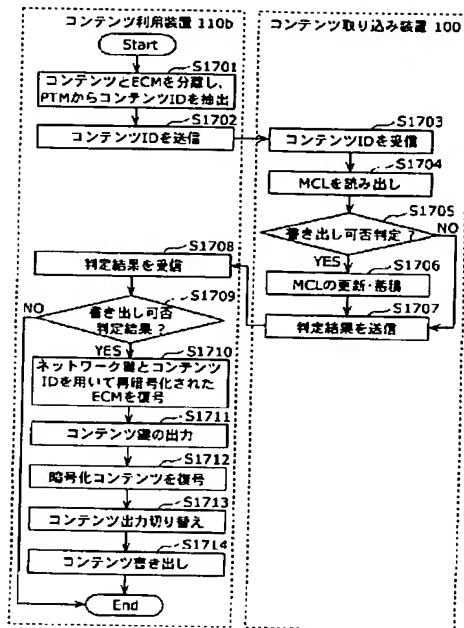 コンテンツ利用装置 110b
Start
S1701
コンテンツとECMを分離し、
PTMからコンテンツIDを抽出
S1702
コンテンツIDを送信
コンテンツ取り込み装置 100
S1703
コンテンツIDを受信
S1704
MCLを読み出し
S1705
書き出し可否判定？
NO
YES
S1706
MCLの更新・蓄積
S1707
判定結果を送信
S1708
判定結果を受信
S1709
NO
書き出し可否
判定結果？
YES
S1710
ネットワーク鍵とコンテンツ
IDを用いて再暗号化された
ECMを復号
S1711
コンテンツ鍵の出力
S1712
暗号化コンテンツを復号
S1713
コンテンツ出力切り替え
S1714
コンテンツ書き出し
End